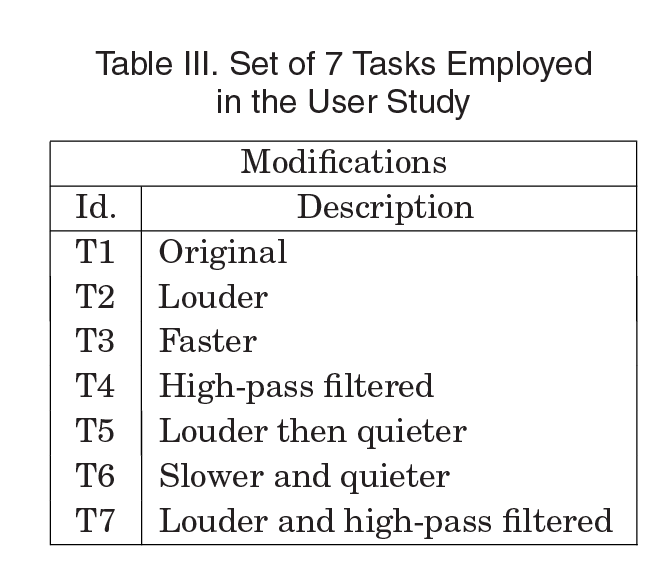 Table III. Set of 7 Tasks Employed
in the User Study
Modifications
Id. Description
T1 Original
T2 Louder
T3 Faster
T4 High-pass filtered
T5 Louder then quieter
T6 Slower and quieter
T7 Louder and high-pass filtered